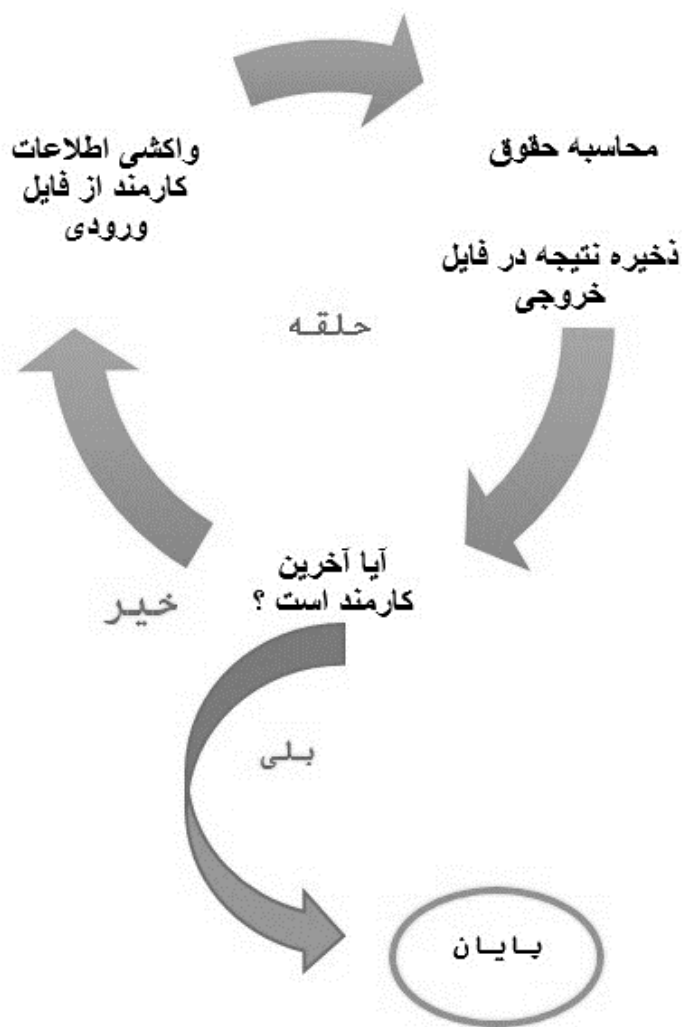 واکشی اطلاعات
کارمند از فایل
ورودی
محاسبه حقوق
ذخیره نتیجه در فایل
خروجی
حلقه
آیا آخرین
کارمند است ؟
خیر
بلی
پایان